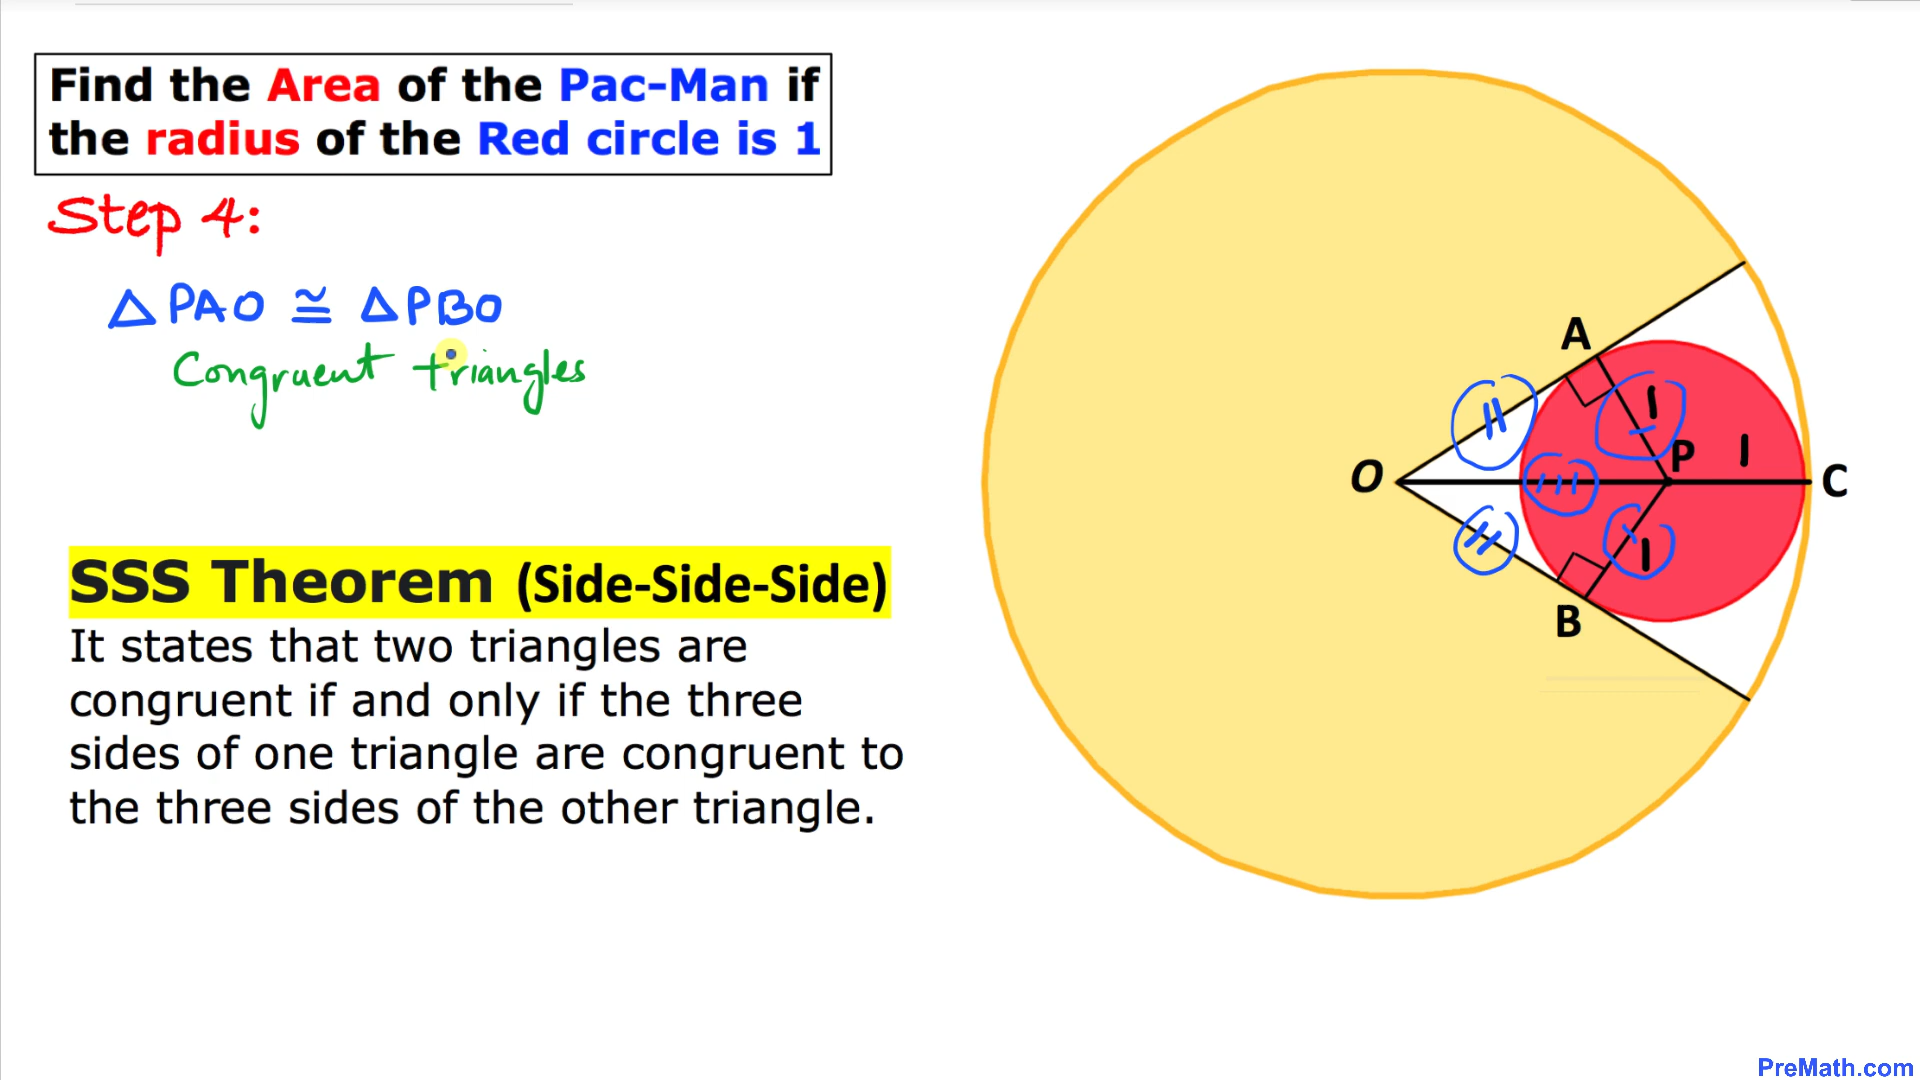 Find the Area of the Pac-Man if
the radius of the Red circle is 1
Step 4:
△ PAO ≅ △ PBO
Congruent triangles
SSS Theorem (Side-Side-Side)
It states that two triangles are
congruent if and only if the three
sides of one triangle are congruent to
the three sides of the other triangle.
A
1
P
1
O
C
1
B
PreMath.com